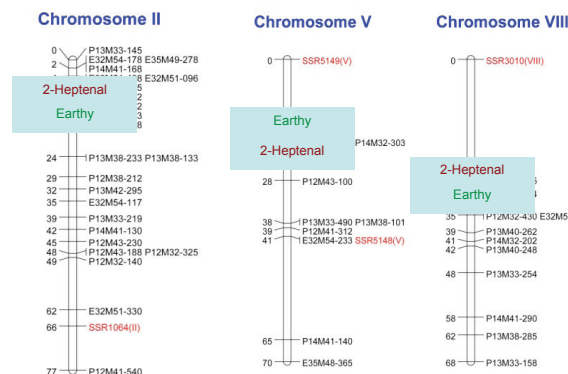 Chromosome II
0 P13M33-145
2 E32M54-178 E35M49-278
P14M41-168
E32M51-096
2-Heptenal
Earthy
24 P13M38-233 P13M38-133
29 P12M38-212
32 P13M42-295
35 E32M54-117
39 P13M33-219
42 P14M41-130
45 P12M43-230
48 P12M43-188 P12M32-325
49 P12M32-140
62 E32M51-330
66 SSR1064(II)
77 P12M41-540
Chromosome V
0 SSR5149(V)
Earthy
P14M32-303
2-Heptenal
28 P12M43-100
38 P13M33-490 P13M38-101
39 P12M41-312
41 E32M54-233 SSR5148(V)
65 P14M41-140
70 E35M48-365
Chromosome VIII
0 SSR3010(VIII)
2-Heptenal
Earthy
35 P12M32-430 E32M5
39 P13M40-262
41 P14M32-202
42 P13M40-248
48 P13M33-254
58 P14M41-290
62 P13M38-285
68 P13M33-158